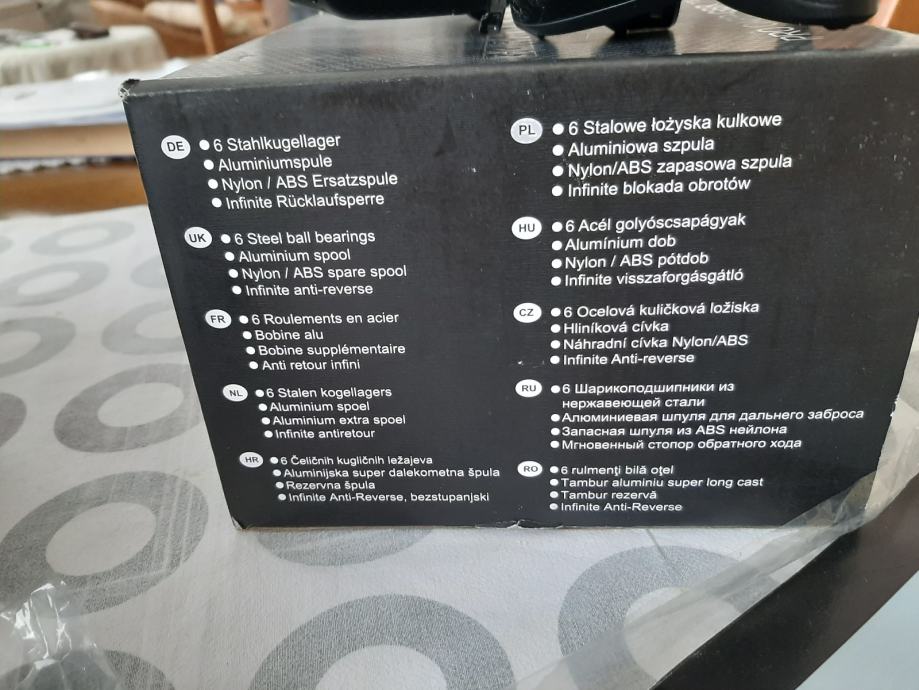 DE
6 Stahlkugellager
Aluminiumspule
Nylon / ABS Ersatzspule
Infinite Rücklaufsperre
UK
6 Steel ball bearings
Aluminium spool
Nylon / ABS spare spool
Infinite anti-reverse
FR
6 Roulements en acier
Bobine alu
Bobine supplémentaire
Anti retour infini
NL
6 Stalen kogellagers
Aluminium spoel
Aluminium extra spoel
Infinite antiretour
HR
6 Čeličnih kugličnih ležajeva
Aluminijska super dalekometna špula
Rezervna špula
Infinite Anti-Reverse, bezstupanjski
PL
6 Stalowe łożyska kulkowe
Aluminiowa szpula
Nylon/ABS zapasowa szpula
Infinite blokada obrotów
HU
6 Acél golyóscsapágyak
Alumínium dob
Nylon / ABS pótdob
Infinite visszaforgásgátló
CZ
6 Ocelová kuličková ložiska
Hliníková cívka
Náhradní cívka Nylon/ABS
Infinite Anti-reverse
RU
6 Шарикоподшипники из
нержавеющей стали
Алюминиевая шпуля для дальнего заброса
Запасная шпуля из ABS нейлона
Мгновенный стопор обратного хода
RO
6 rulmenţi bilă oţel
Tambur aluminiu super long cast
Tambur rezervă
Infinite Anti-Reverse